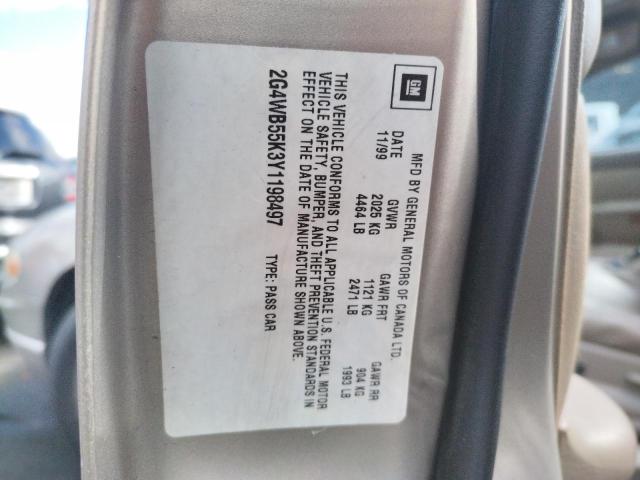 GM
MFD BY GENERAL MOTORS OF CANADA LTD.
DATE GVWR GAWR FRT GAWR RR
11/99 2025 KG 1121 KG 904 KG
4464 LB 2471 LB 1993 LB
THIS VEHICLE CONFORMS TO ALL APPLICABLE U.S. FEDERAL MOTOR
VEHICLE SAFETY, BUMPER, AND THEFT PREVENTION STANDARDS IN
EFFECT ON THE DATE OF MANUFACTURE SHOWN ABOVE.
2G4WB55K3Y1198497 TYPE: PASS CAR